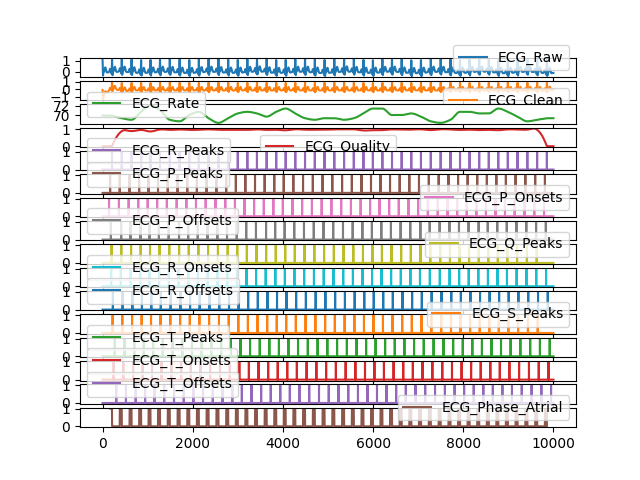 1
ECG_Raw
0
1
0
ECG_Clean
−1
72
ECG_Rate
70
1
ECG_Quality
0
ECG_R_Peaks
1
0
ECG_P_Peaks
1
0
ECG_P_Onsets
1
0
ECG_P_Offsets
1
0
ECG_Q_Peaks
1
0
ECG_R_Onsets
1
0
ECG_R_Offsets
1
0
ECG_S_Peaks
1
0
ECG_T_Peaks
1
0
ECG_T_Onsets
1
0
ECG_T_Offsets
1
0
ECG_Phase_Atrial
1
0
0 2000 4000 6000 8000 10000